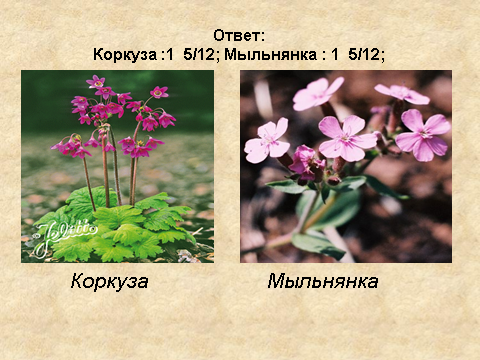 Ответ:
Коркуза :1  5/12; Мыльнянка : 1  5/12;
Коркуза
Мыльнянка